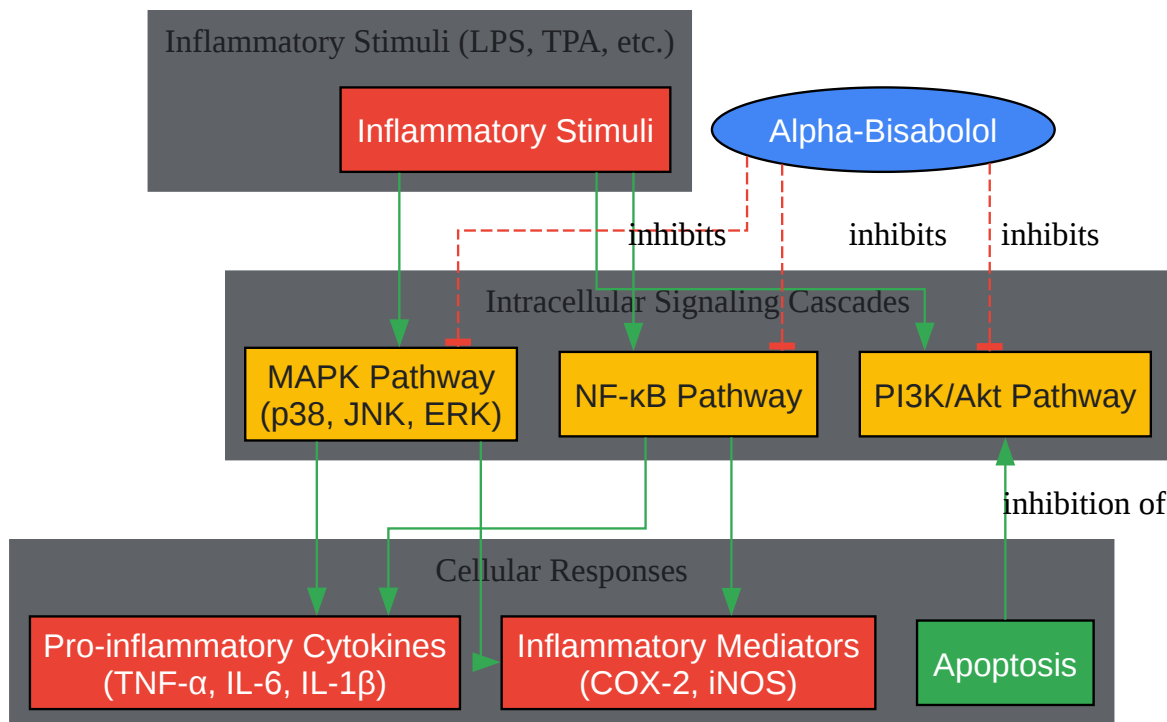 Inflammatory Stimuli (LPS, TPA, etc.)
Inflammatory Stimuli
Alpha-Bisabolol
inhibits
inhibits
inhibits
Intracellular Signaling Cascades
MAPK Pathway
(p38, JNK, ERK)
NF-κB Pathway
PI3K/Akt Pathway
inhibition of
Cellular Responses
Pro-inflammatory Cytokines
(TNF-α, IL-6, IL-1β)
Inflammatory Mediators
(COX-2, iNOS)
Apoptosis